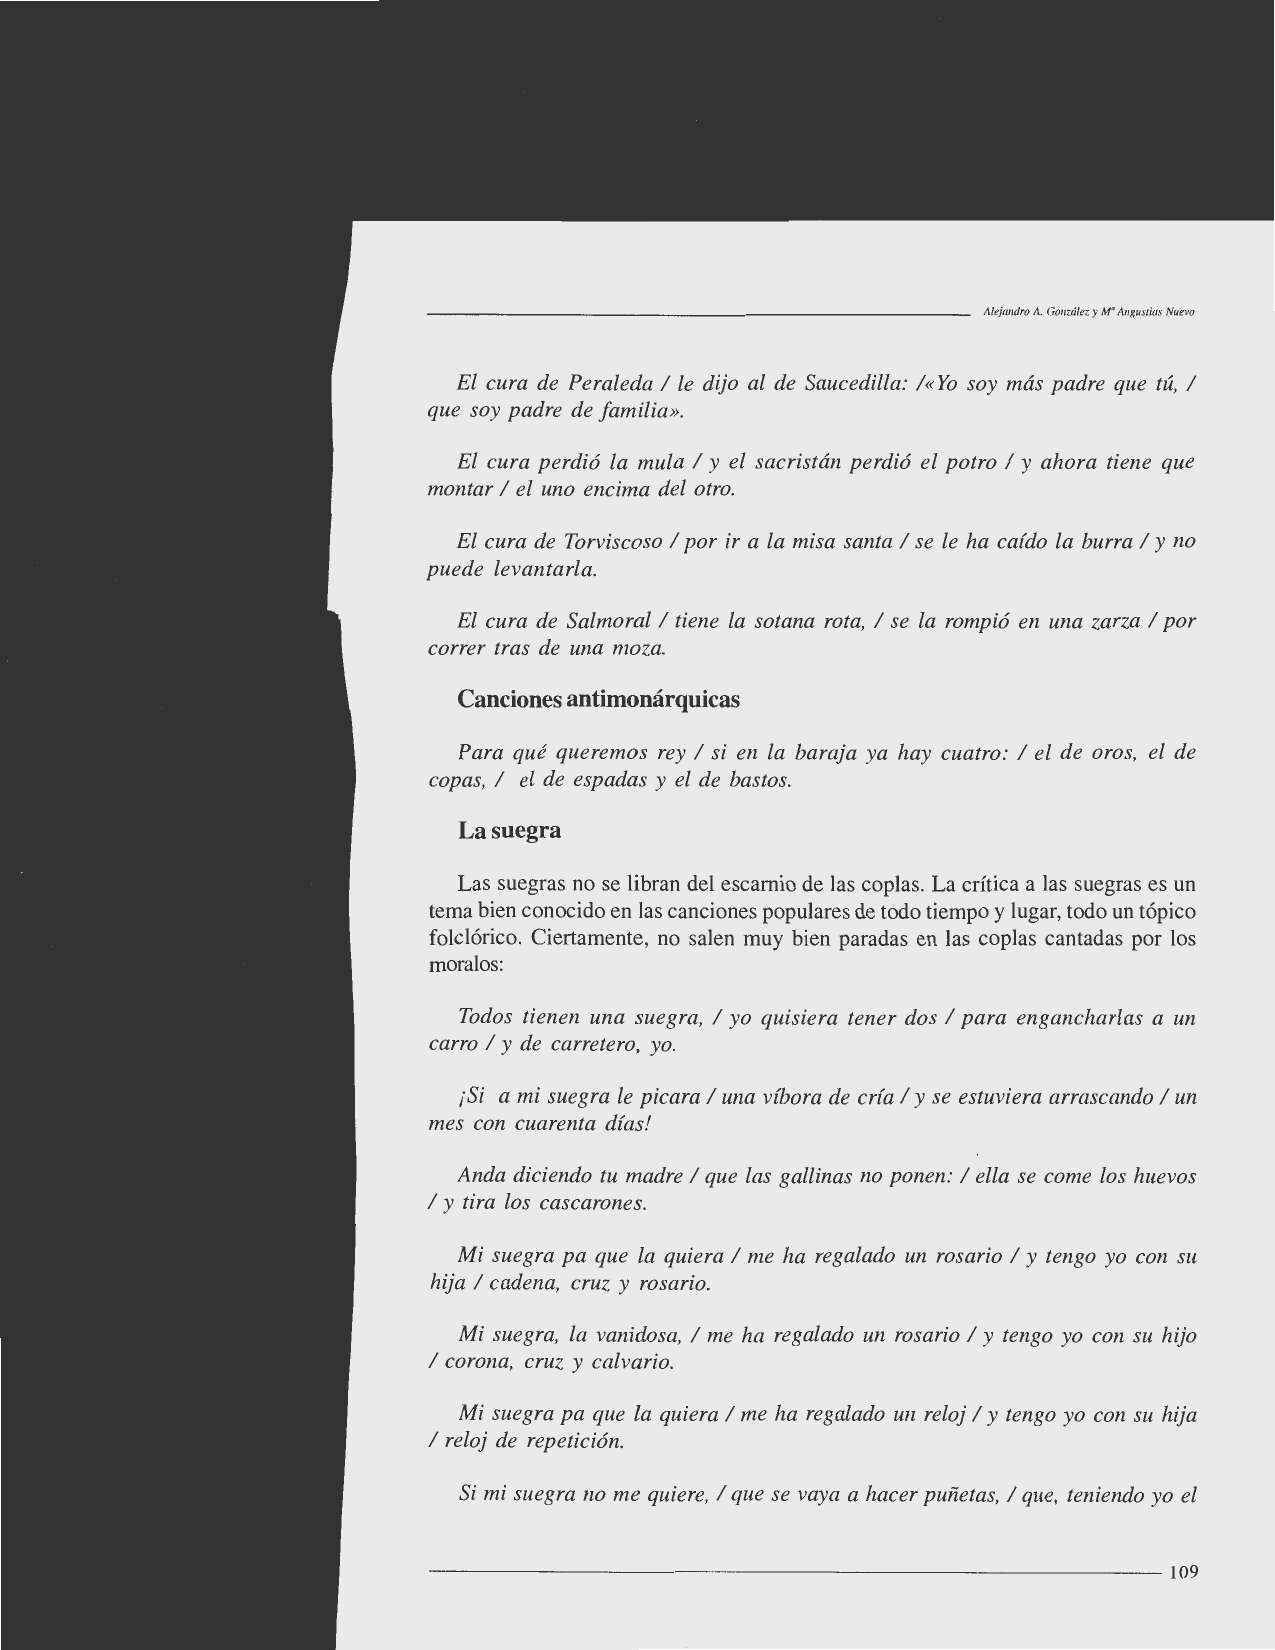 Alejandro A. González y Mª Angustias Nuevo
El cura de Peraleda / le dijo al de Saucedilla: /«Yo soy más padre que tú, /
que soy padre de familia».
El cura perdió la mula / y el sacristán perdió el potro / y ahora tiene que
montar / el uno encima del otro.
El cura de Torviscoso / por ir a la misa santa / se le ha caído la burra / y no
puede levantarla.
El cura de Salmoral / tiene la sotana rota, / se la rompió en una zarza / por
correr tras de una moza.
Canciones antimonárquicas
Para qué queremos rey / si en la baraja ya hay cuatro: / el de oros, el de
copas, / el de espadas y el de bastos.
La suegra
Las suegras no se libran del escarnio de las coplas. La crítica a las suegras es un
tema bien conocido en las canciones populares de todo tiempo y lugar, todo un tópico
folclórico. Ciertamente, no salen muy bien paradas en las coplas cantadas por los
moralos:
Todos tienen una suegra, / yo quisiera tener dos / para engancharlas a un
carro / y de carretero, yo.
¡Si a mi suegra le picara / una víbora de cría / y se estuviera arrascando / un
mes con cuarenta días!
Anda diciendo tu madre / que las gallinas no ponen: / ella se come los huevos
/ y tira los cascarones.
Mi suegra pa que la quiera / me ha regalado un rosario / y tengo yo con su
hija / cadena, cruz y rosario.
Mi suegra, la vanidosa, / me ha regalado un rosario / y tengo yo con su hijo
/ corona, cruz y calvario.
Mi suegra pa que la quiera / me ha regalado un reloj / y tengo yo con su hija
/ reloj de repetición.
Si mi suegra no me quiere, / que se vaya a hacer puñetas, / que, teniendo yo el
109